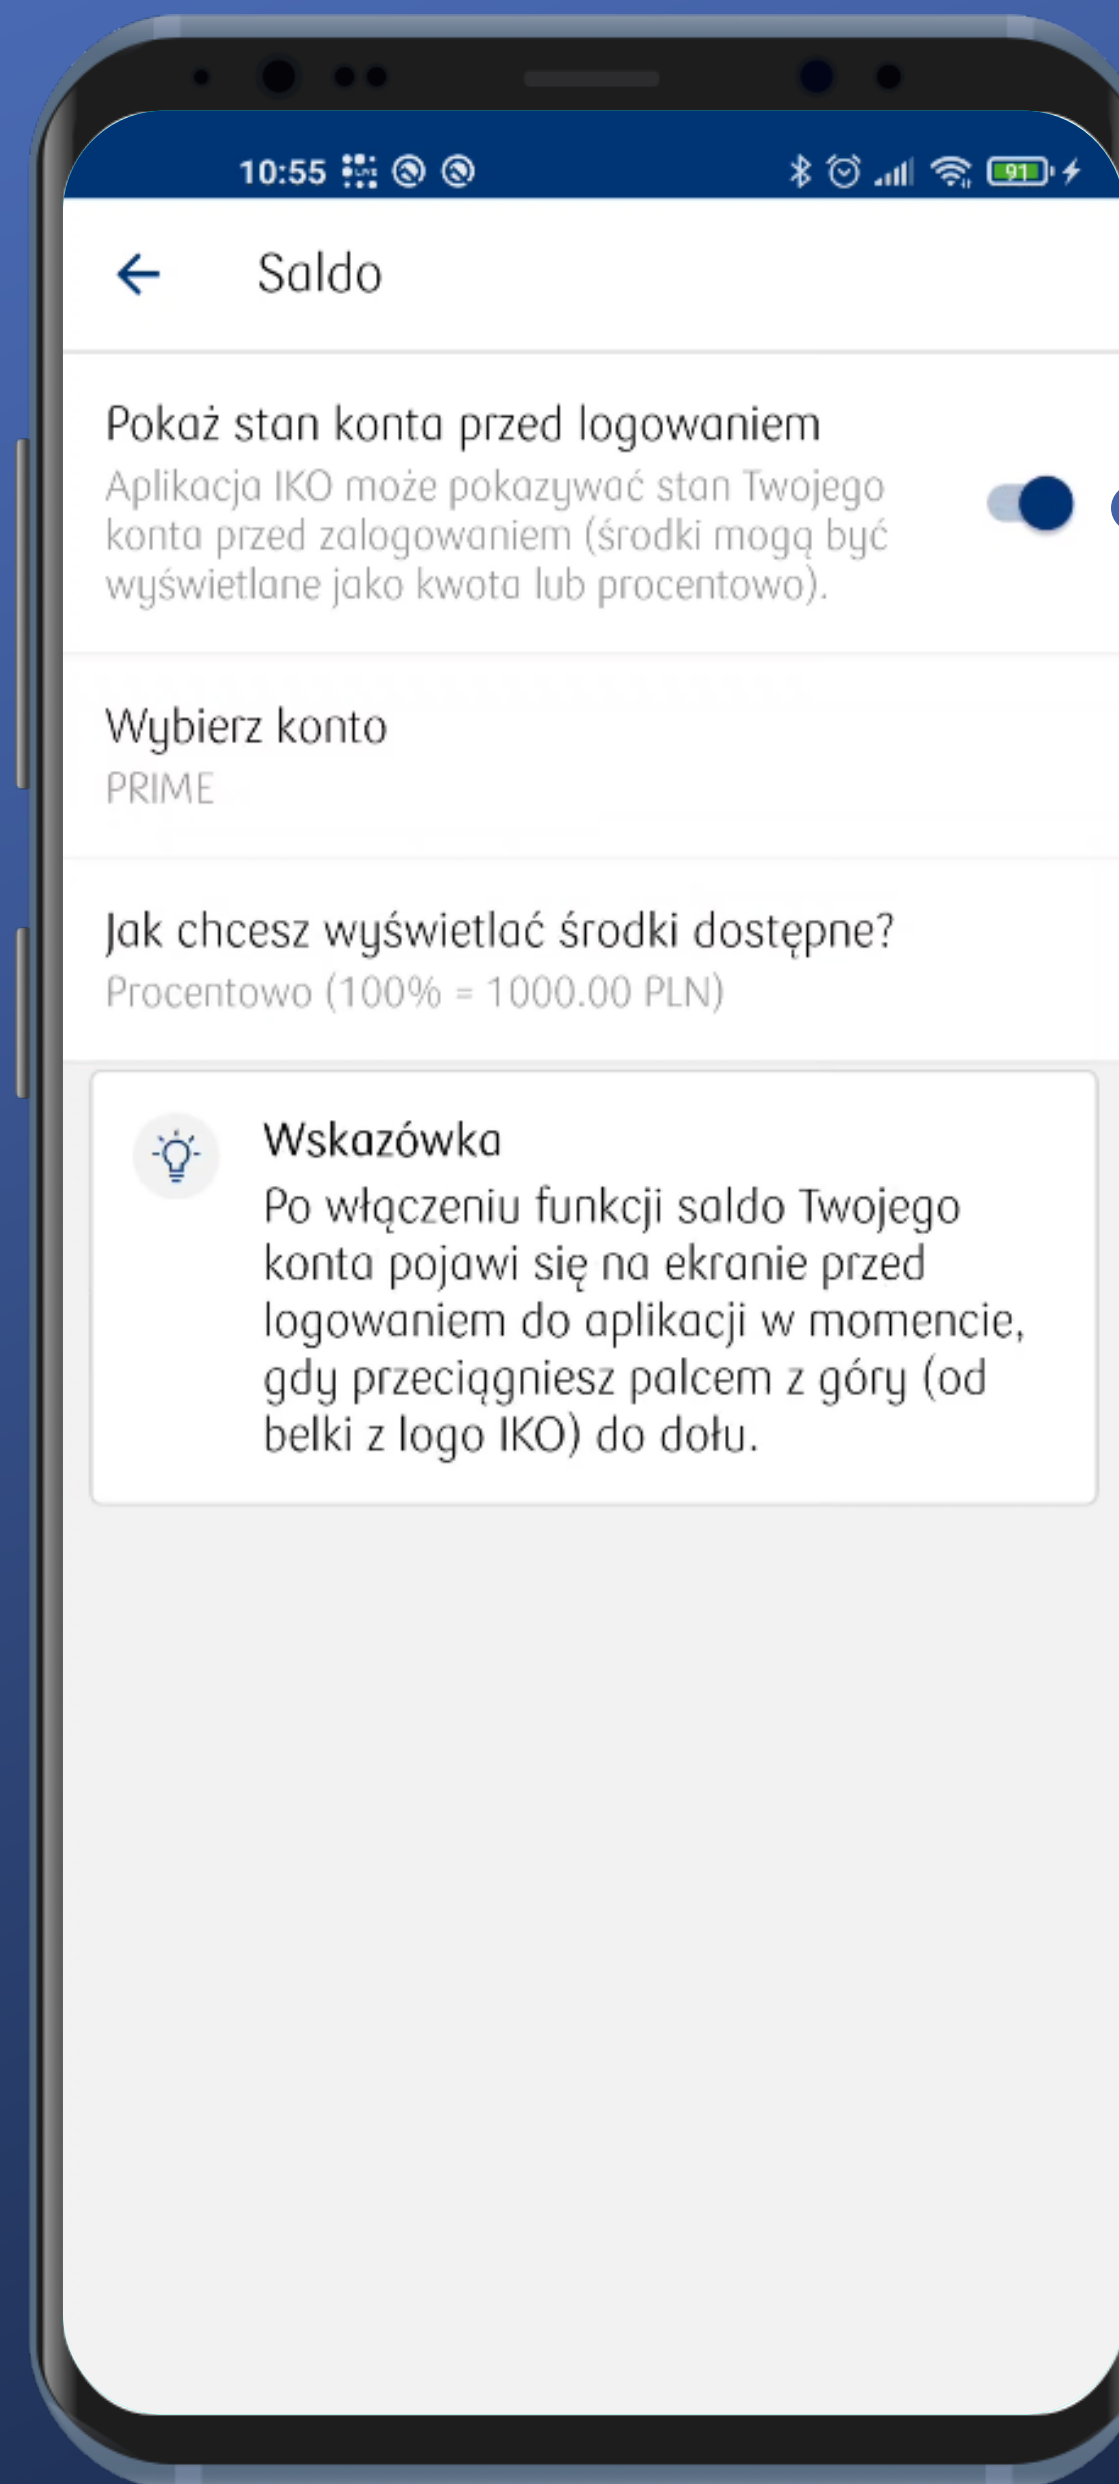 10:55
91
Saldo
Pokaż stan konta przed logowaniem
Aplikacja IKO może pokazywać stan Twojego
konta przed zalogowaniem (środki mogą być
wyświetlane jako kwota lub procentowo).
Wybierz konto
PRIME
Jak chcesz wyświetlać środki dostępne?
Procentowo (100% = 1000.00 PLN)
Wskazówka
Po włączeniu funkcji saldo Twojego
konta pojawi się na ekranie przed
logowaniem do aplikacji w momencie,
gdy przeciągniesz palcem z góry (od
belki z logo IKO) do dołu.